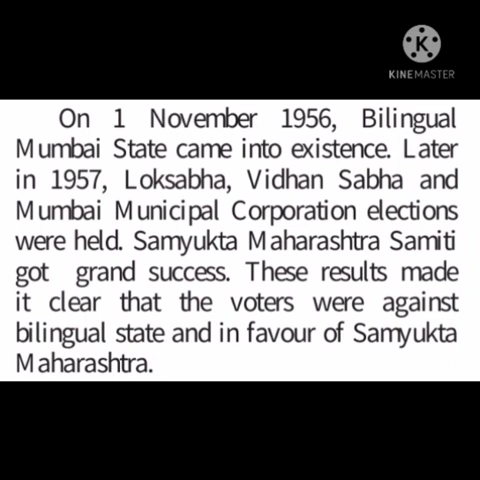 KINEMASTER
On 1 November 1956, Bilingual
Mumbai State came into existence. Later
in 1957, Loksabha, Vidhan Sabha and
Mumbai Municipal Corporation elections
were held. Samyukta Maharashtra Samiti
got grand success. These results made
it clear that the voters were against
bilingual state and in favour of Samyukta
Maharashtra.